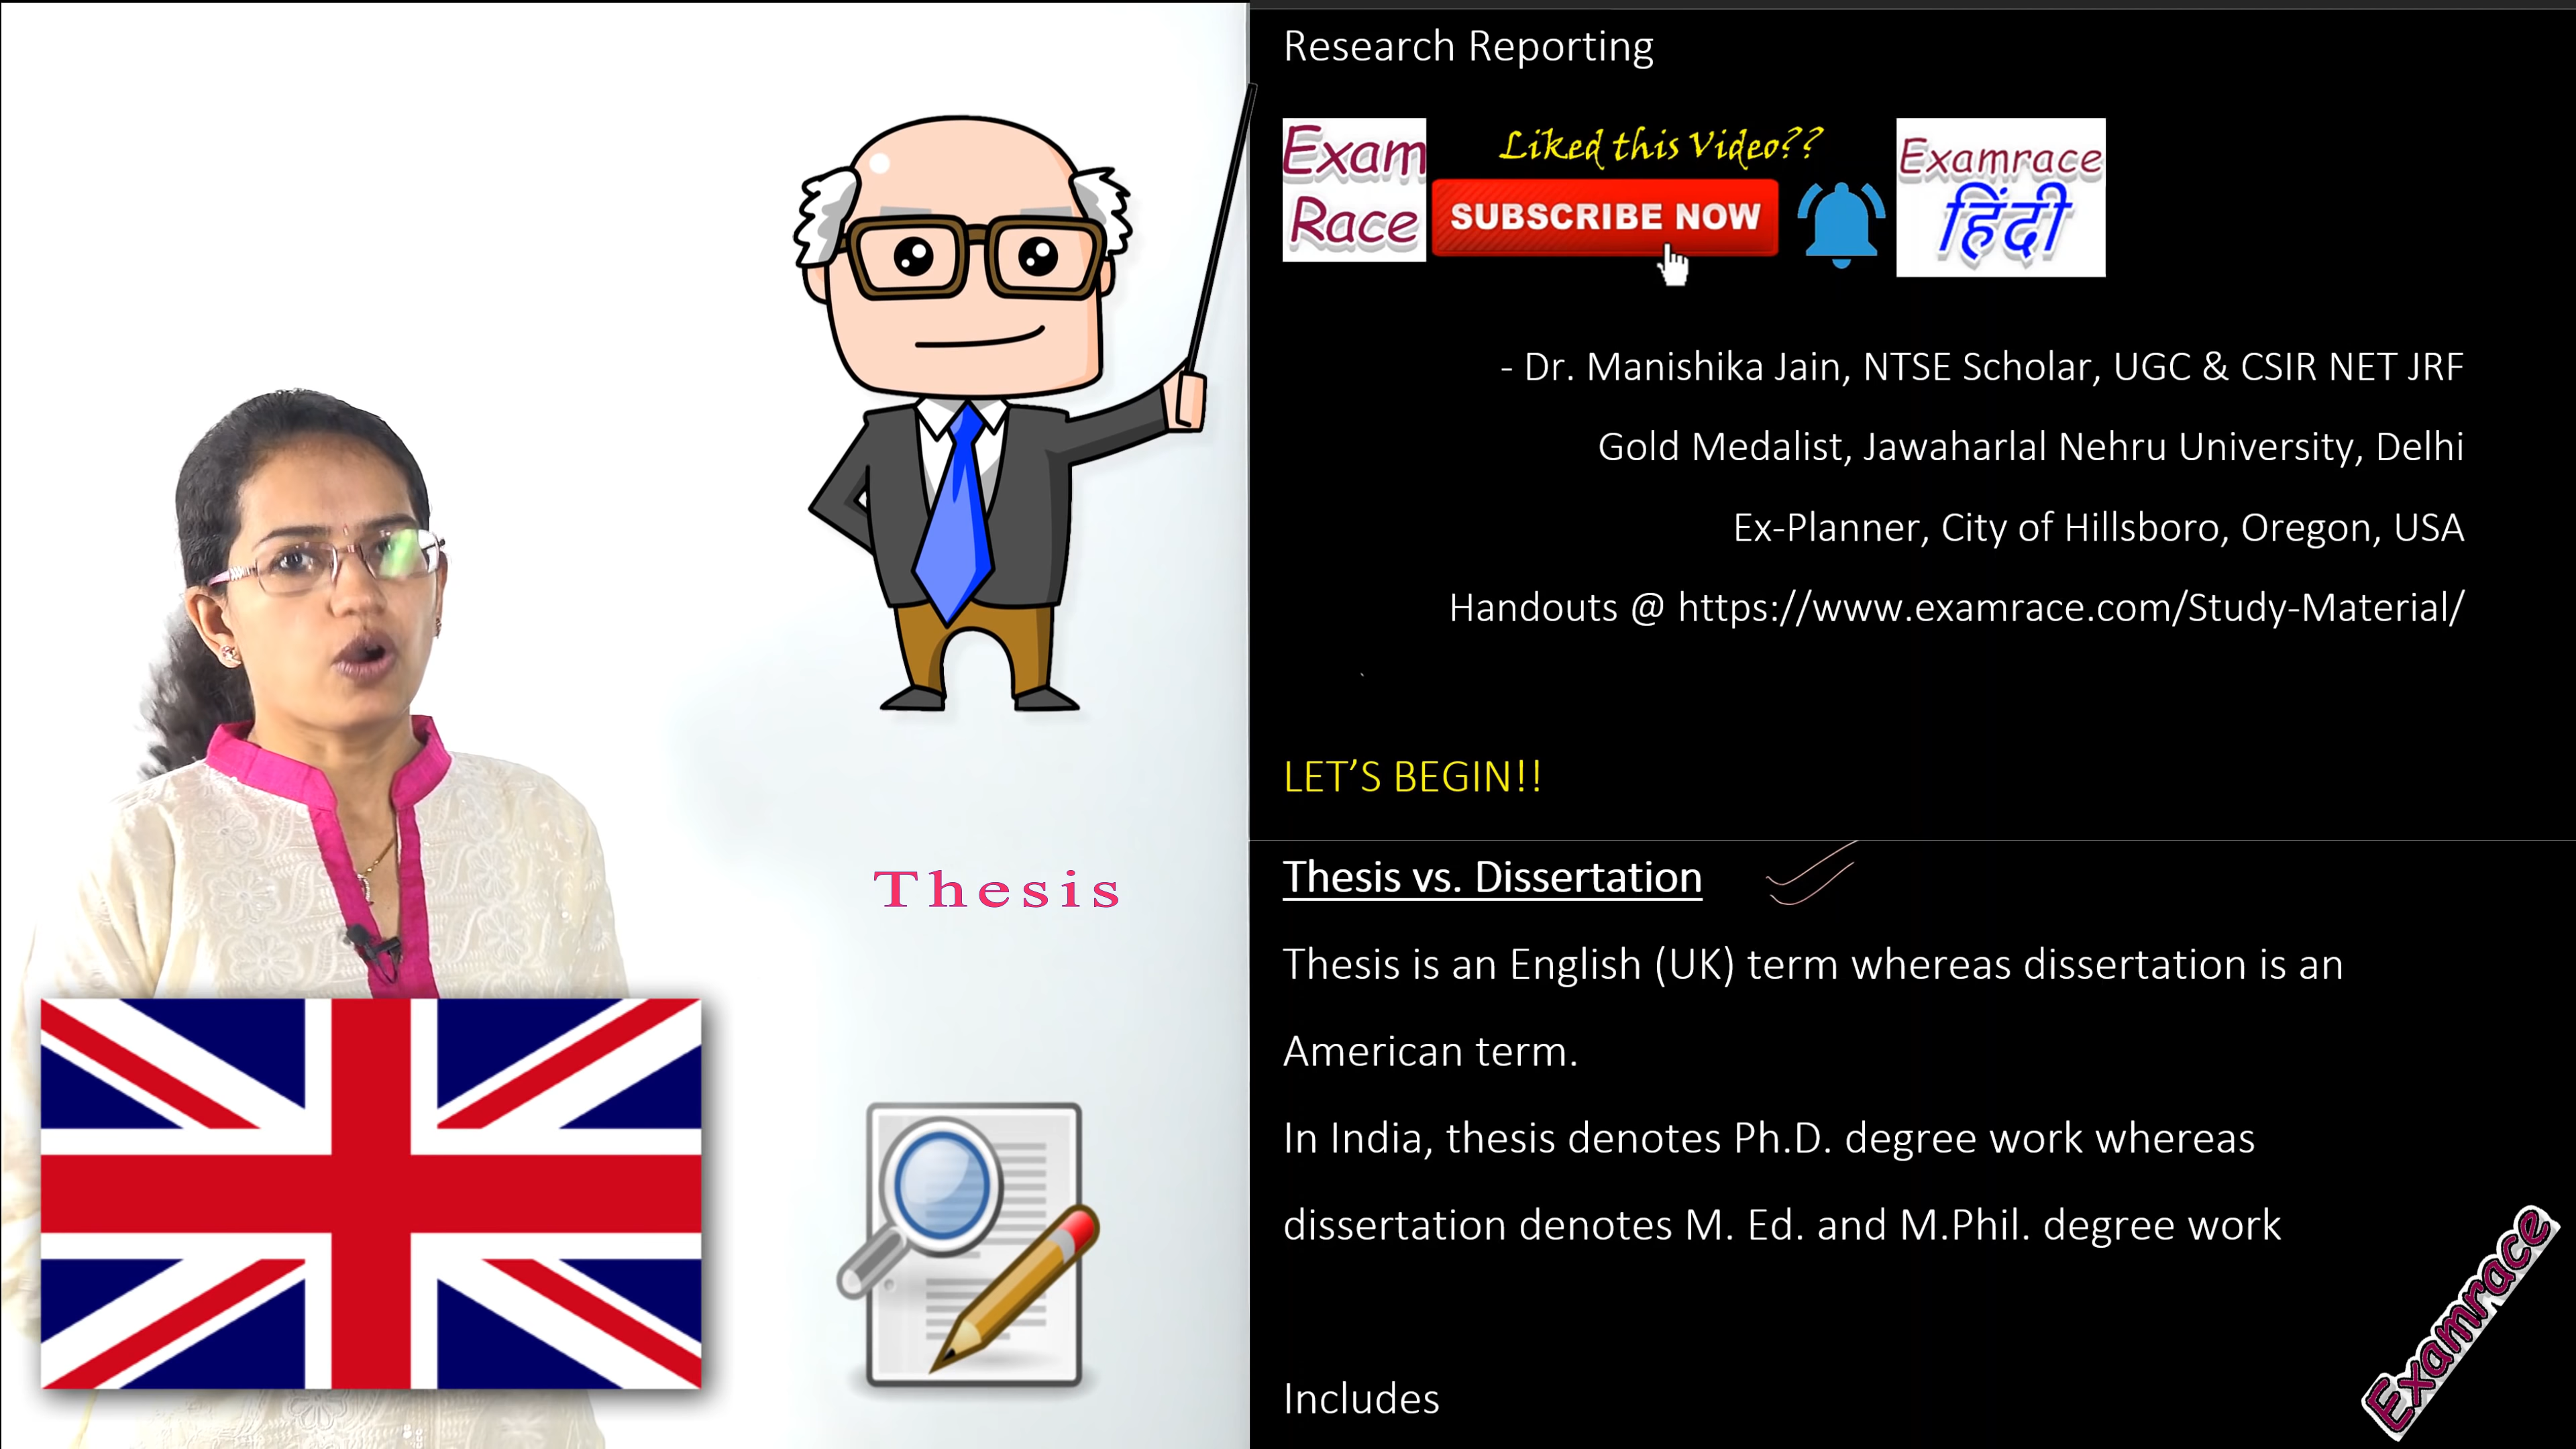 Research Reporting
Exam
Race
Liked this Video??
SUBSCRIBE NOW
Examrace
हिंदी
- Dr. Manishika Jain, NTSE Scholar, UGC & CSIR NET JRF
Gold Medalist, Jawaharlal Nehru University, Delhi
Ex-Planner, City of Hillsboro, Oregon, USA
Handouts @ https://www.examrace.com/Study-Material/
LET’S BEGIN!!
Thesis
Thesis vs. Dissertation
Thesis is an English (UK) term whereas dissertation is an
American term.
In India, thesis denotes Ph.D. degree work whereas
dissertation denotes M. Ed. and M.Phil. degree work
Includes
Examrace